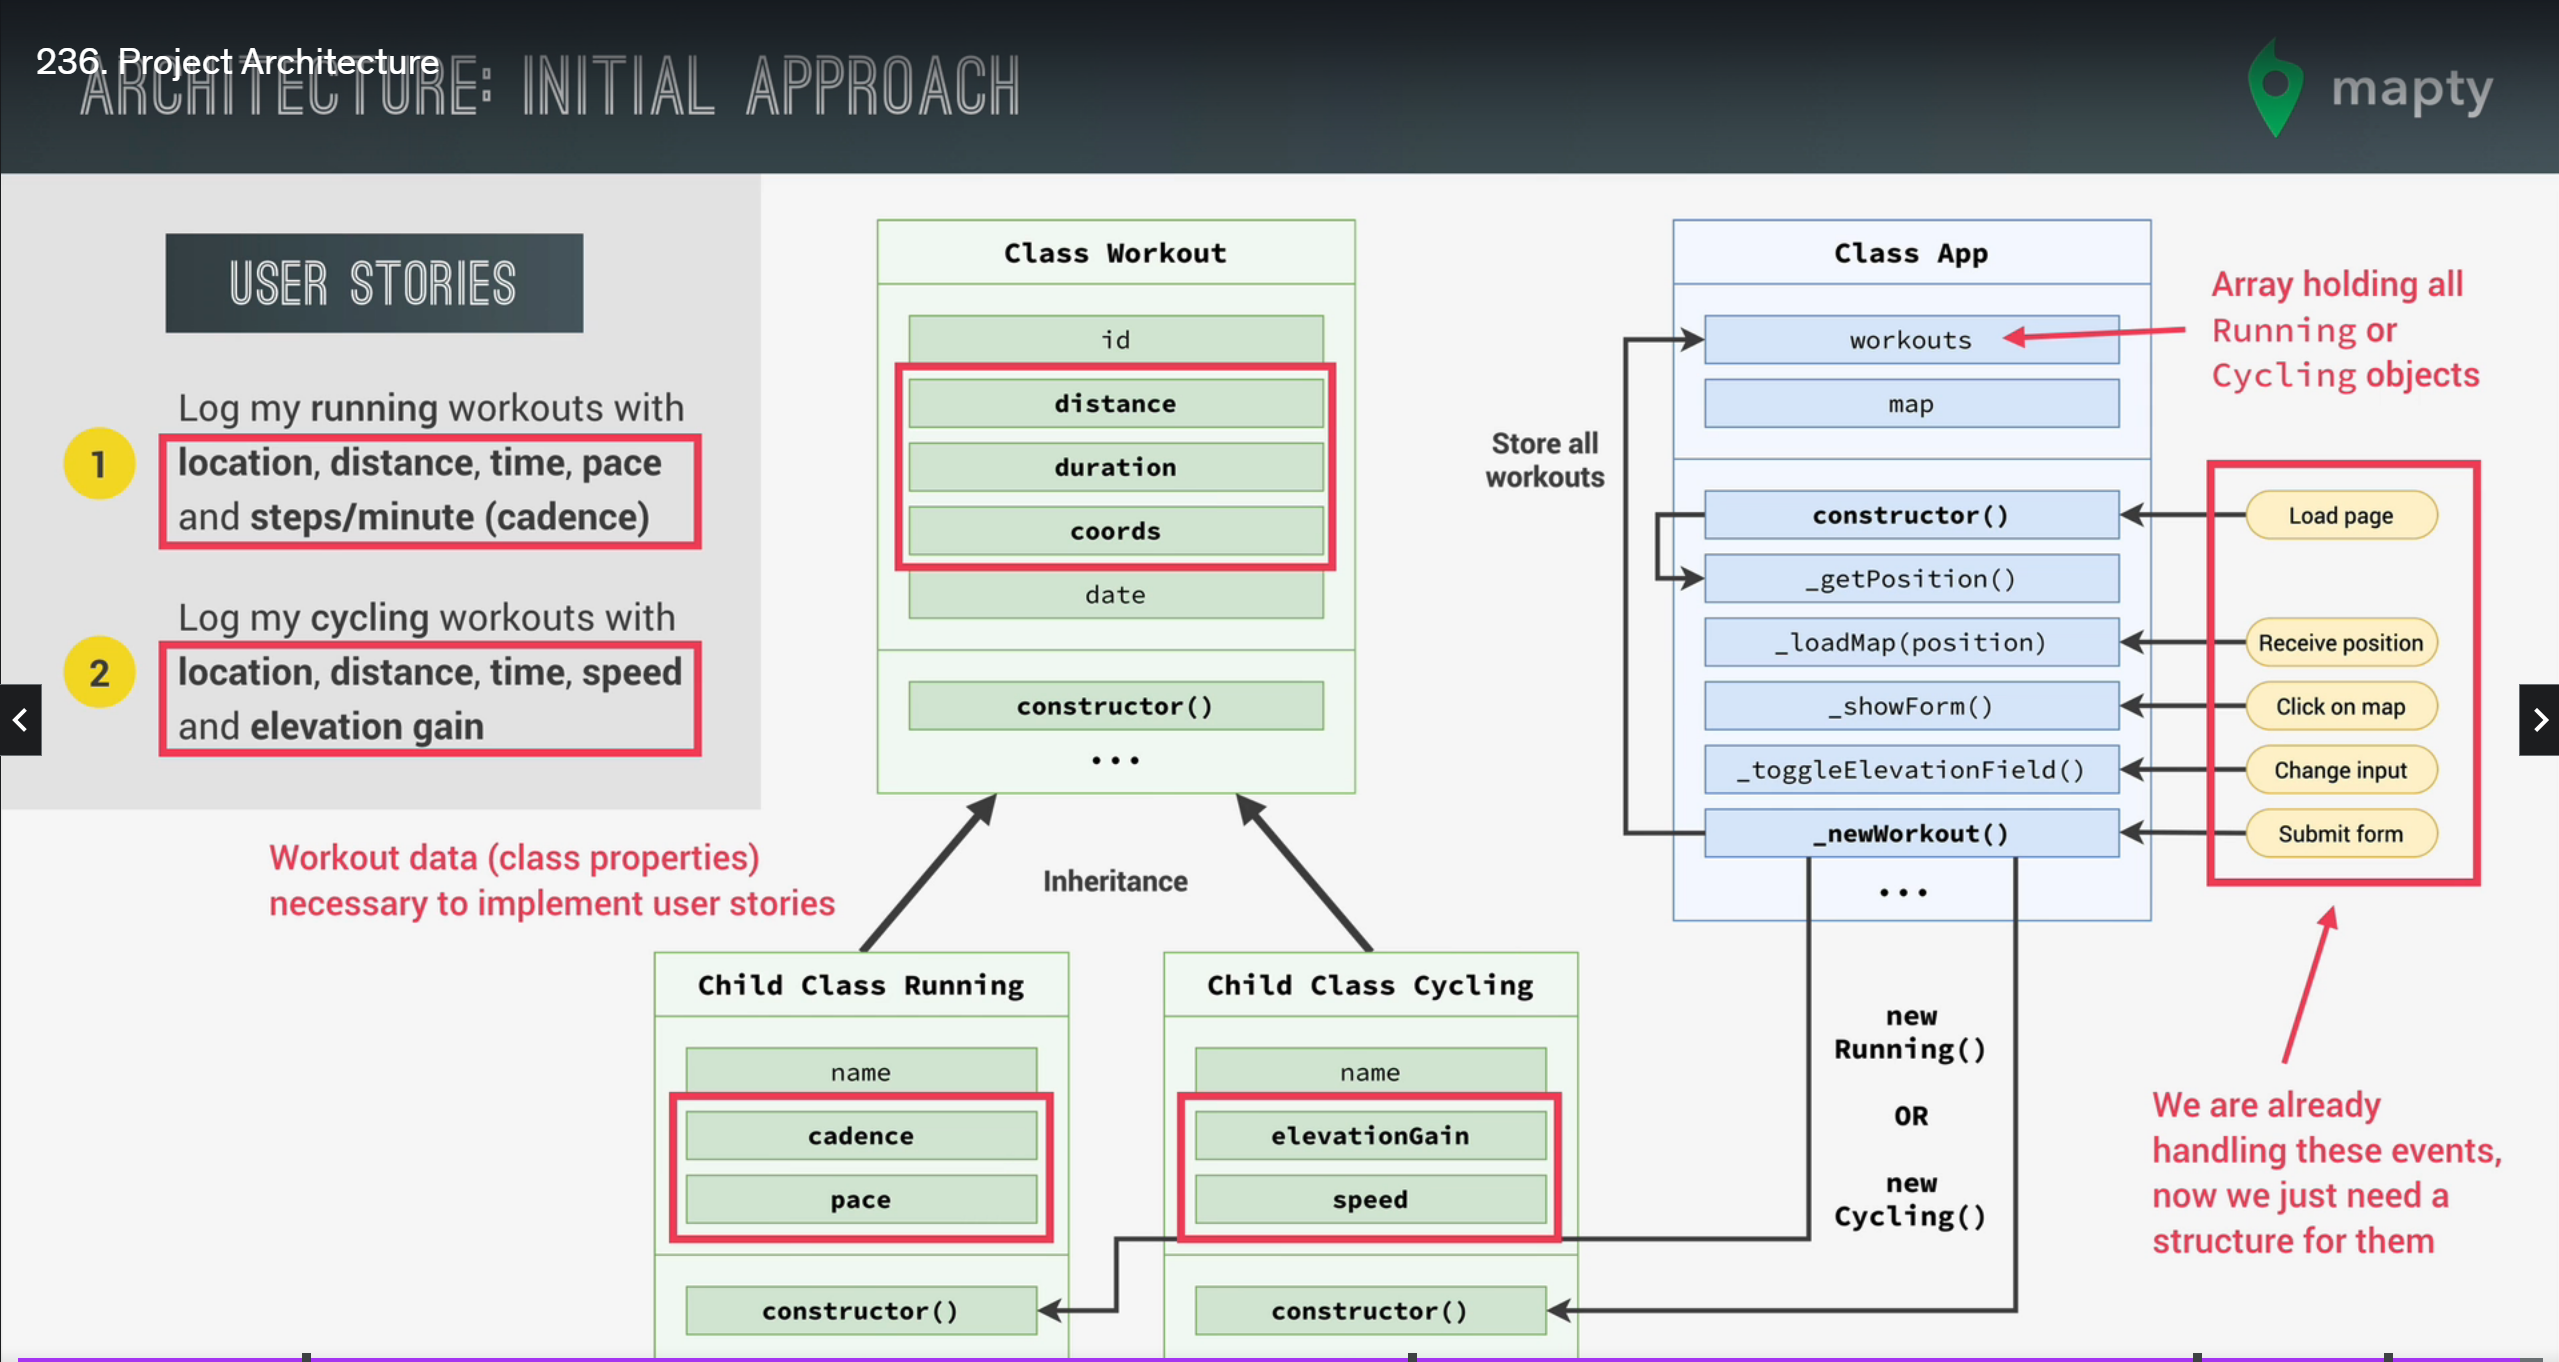 236. Project Architecture
ARCHITECTURE: INITIAL APPROACH
mapty
USER STORIES
1
Log my running workouts with
location, distance, time, pace
and steps/minute (cadence)
2
Log my cycling workouts with
location, distance, time, speed
and elevation gain
Workout data (class properties)
necessary to implement user stories
Class Workout
id
distance
duration
coords
date
constructor()
...
Inheritance
Child Class Running
name
cadence
pace
constructor()
Child Class Cycling
name
elevationGain
speed
constructor()
Store all
workouts
Class App
workouts
map
constructor()
_getPosition()
_loadMap(position)
_showForm()
_toggleElevationField()
_newWorkout()
...
new
Running()
OR
new
Cycling()
Array holding all
Running or
Cycling objects
Load page
Receive position
Click on map
Change input
Submit form
We are already
handling these events,
now we just need a
structure for them